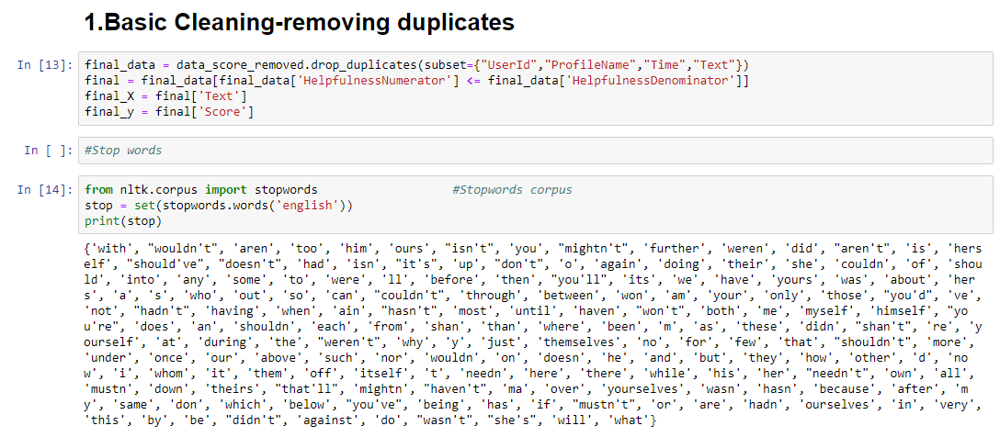 1.Basic Cleaning-removing duplicates
In [13]: final_data = data_score_removed.drop_duplicates(subset={"UserId","ProfileName","Time","Text"})
final = final_data[final_data['HelpfulnessNumerator'] <= final_data['HelpfulnessDenominator']]
final_X = final['Text']
final_y = final['Score']
In [ ]: #Stop words
In [14]: from nltk.corpus import stopwords #Stopwords corpus
stop = set(stopwords.words('english'))
print(stop)
{'with', "wouldn't", 'aren', 'too', 'him', 'ours', "isn't", 'you', "mightn't", 'further', 'weren', 'did', "aren't", 'is', 'hers
elf', "should've", "doesn't", 'had', 'isn', "it's", 'up', "don't", 'o', 'again', 'doing', 'their', 'she', 'couldn', 'of', 'shou
ld', 'into', 'any', 'some', 'to', 'were', 'll', 'before', 'then', "you'll", 'its', 'we', 'have', 'yours', 'was', 'about', 'her
s', 'a', 's', 'who', 'out', 'so', 'can', "couldn't", 'through', 'between', 'won', 'am', 'your', 'only', 'those', "you'd", 've',
'not', "hadn't", 'having', 'when', 'ain', "hasn't", 'most', 'until', 'haven', "won't", 'both', 'me', 'myself', 'himself', "yo
u're", 'does', 'an', 'shouldn', 'each', 'from', 'shan', 'than', 'where', 'been', 'm', 'as', 'these', 'didn', "shan't", 're', 'y
ourself', 'at', 'during', 'the', "weren't", 'why', 'y', 'just', 'themselves', 'no', 'for', 'few', 'that', "shouldn't", 'more',
'under', 'once', 'our', 'above', 'such', 'nor', 'wouldn', 'on', 'doesn', 'he', 'and', 'but', 'they', 'how', 'other', 'd', 'no
w', 'i', 'whom', 'it', 'them', 'off', 'itself', 't', 'needn', 'here', 'there', 'while', 'his', 'her', "needn't", 'own', 'all',
'mustn', 'down', 'theirs', "that'll", 'mightn', "haven't", 'ma', 'over', 'yourselves', 'wasn', 'hasn', 'because', 'after', 'm
y', 'same', 'don', 'which', 'below', "you've", 'being', 'has', 'if', "mustn't", 'or', 'are', 'hadn', 'ourselves', 'in', 'very',
'this', 'by', 'be', "didn't", 'against', 'do', "wasn't", "she's", 'will', 'what'}